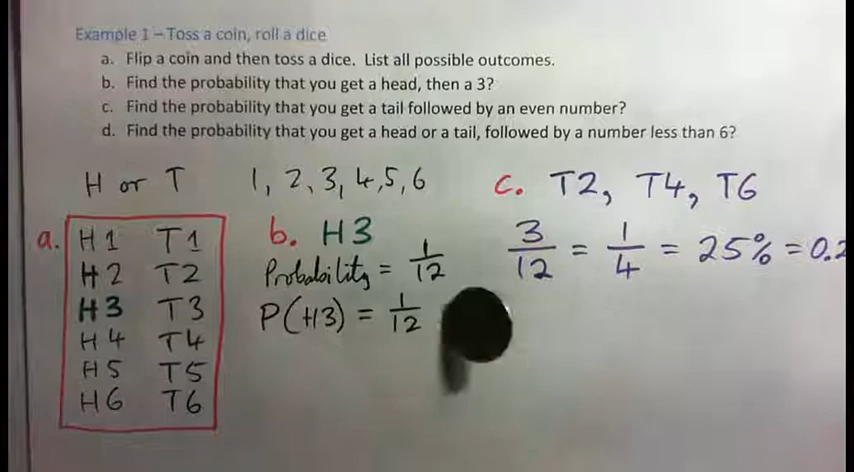 Example 1 – Toss a coin, roll a dice
a. Flip a coin and then toss a dice. List all possible outcomes.
b. Find the probability that you get a head, then a 3?
c. Find the probability that you get a tail followed by an even number?
d. Find the probability that you get a head or a tail, followed by a number less than 6?
H or T
1, 2, 3, 4, 5, 6
a. H1 T1
H2 T2
H3 T3
H4 T4
H5 T5
H6 T6
b. H3
Probability = 1/12
P(H3) = 1/12
c. T2, T4, T6
3/12 = 1/4 = 25% = 0.2